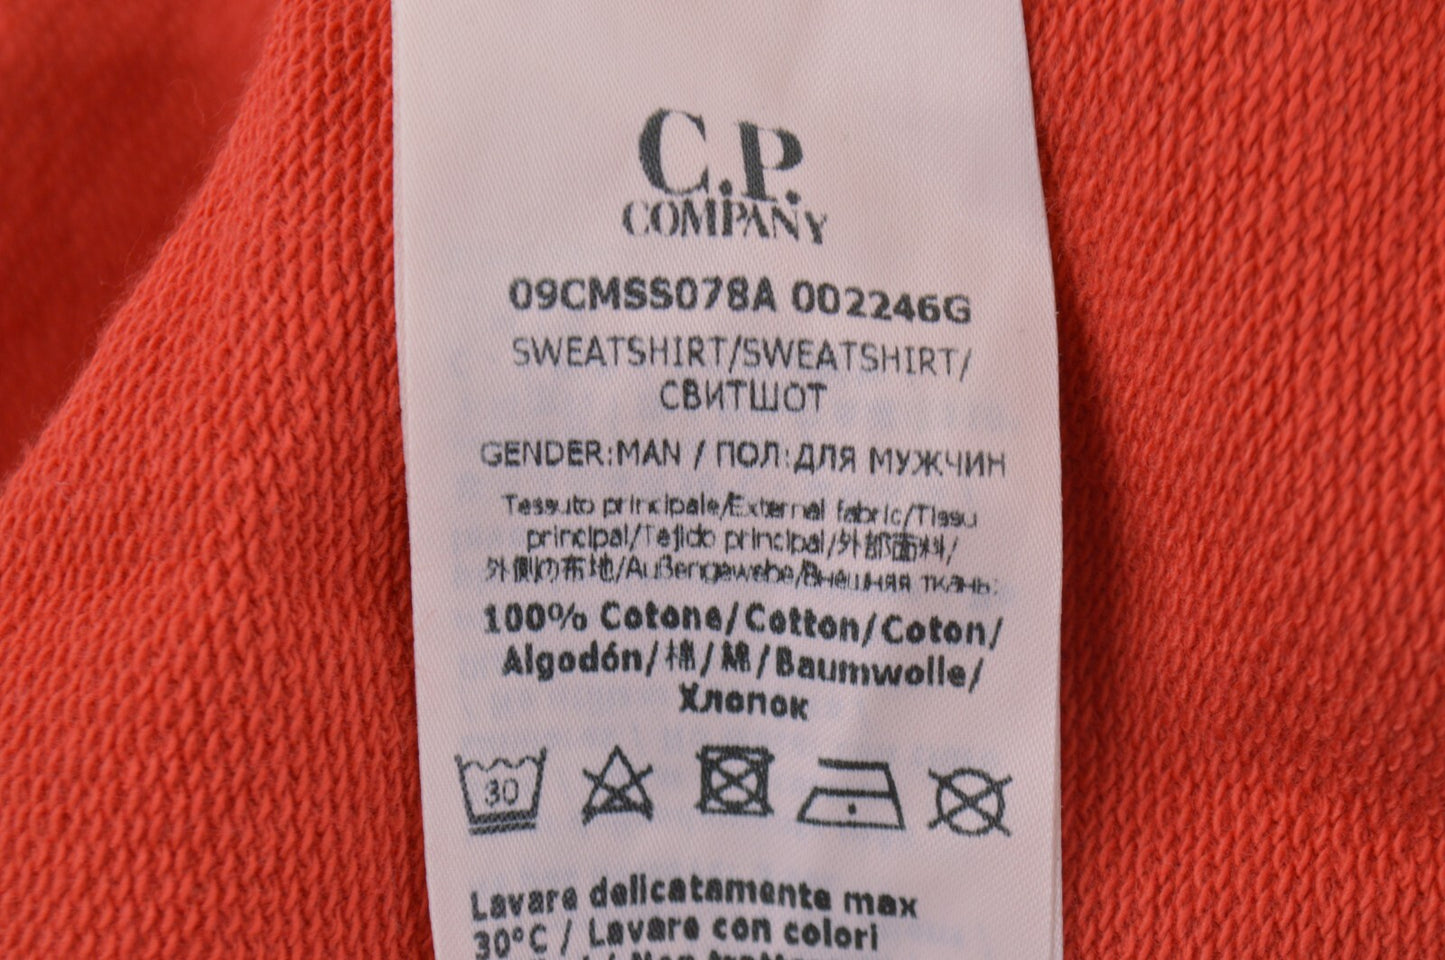 C.P.
COMPANY
09CMSS078A 002246G
SWEATSHIRT/SWEATSHIRT/
СВИТШОТ
GENDER:MAN / ПОЛ:ДЛЯ МУЖЧИН
Tessuto principale/External fabric/Tissu
principal/Tejido principal/外部面料/
外側の布地/Außengewebe/Внешняя ткань:
100% Cotone/Cotton/Coton/
Algodón/棉/綿/Baumwolle/
Хлопок
30
Lavare delicatamente max
30°C / Lavare con colori
/ Non